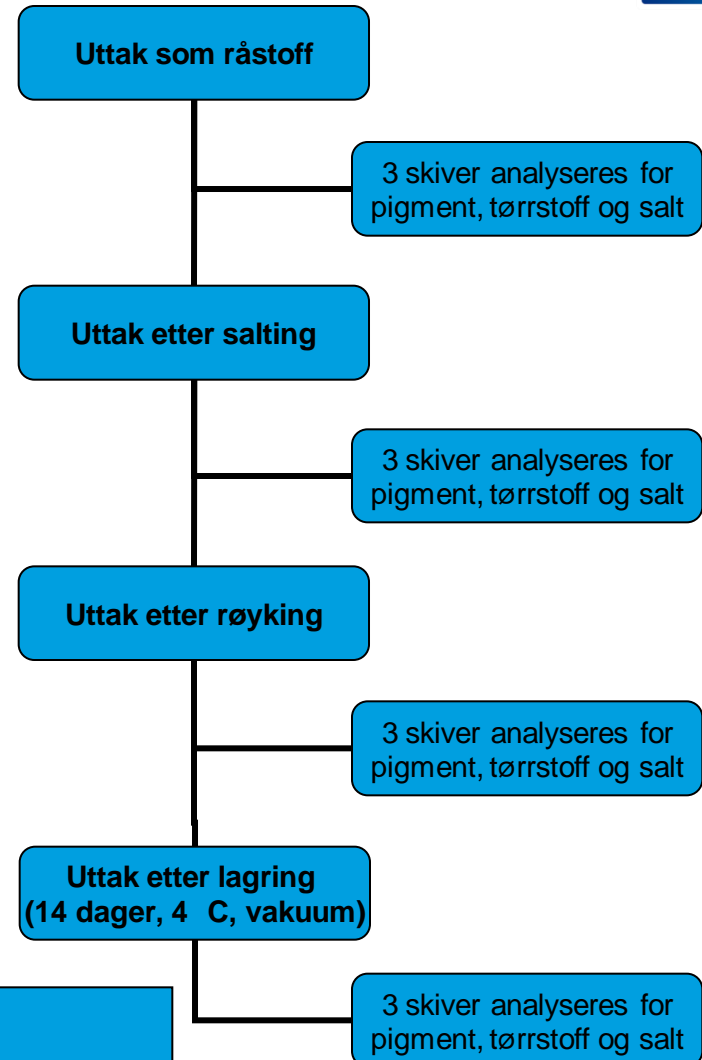 Uttak som råstoff
3 skiver analyseres for
pigment, tørrstoff og salt
Uttak etter salting
3 skiver analyseres for
pigment, tørrstoff og salt
Uttak etter røyking
3 skiver analyseres for
pigment, tørrstoff og salt
Uttak etter lagring
(14 dager, 4 C, vakuum)
3 skiver analyseres for
pigment, tørrstoff og salt